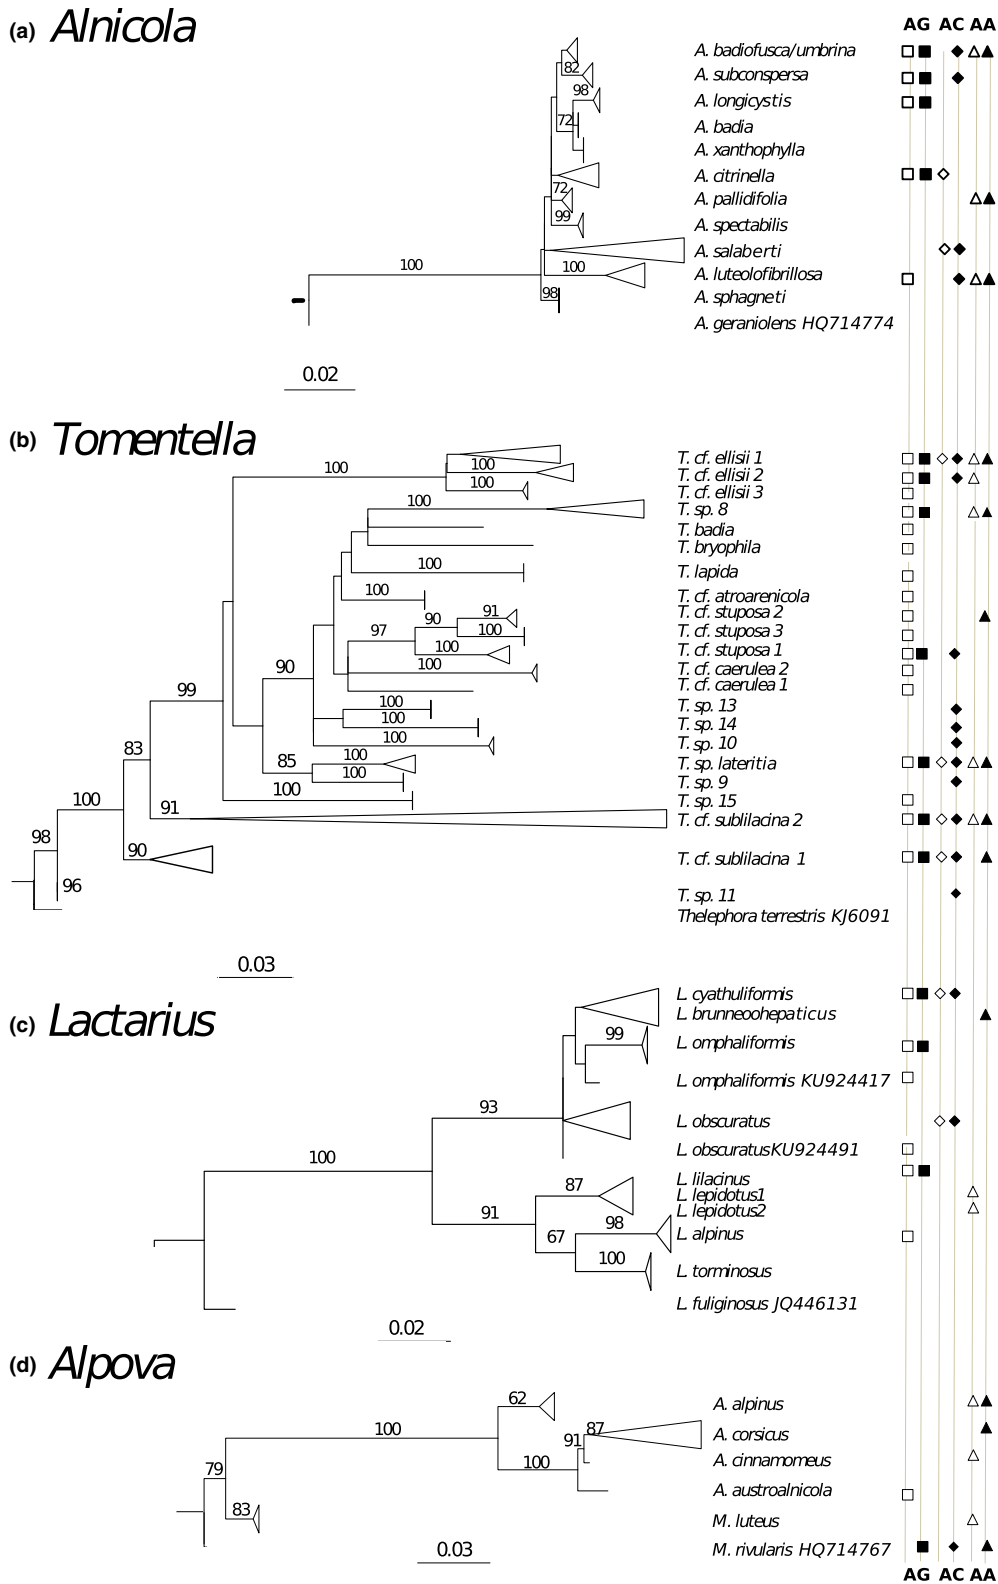 (a) Alnicola
AG AC AA
A. badiofusca/umbrina
82
A. subconspersa
98
A. longicystis
72
A. badia
A. xanthophylla
A. citrinella
72
A. pallidifolia
99
A. spectabilis
A. salaberti
100
100
A. luteolofibrillosa
98
A. sphagneti
A. geraniolens HQ714774
0.02
(b) Tomentella
T. cf. ellisii 1
100
100
T. cf. ellisii 2
100
T. cf. ellisii 3
100
T. sp. 8
T. badia
T. bryophila
100
T. lapida
100
T. cf. atroarenicola
91
T. cf. stuposa 2
90
97
100
T. cf. stuposa 3
100
T. cf. stuposa 1
90
100
T. cf. caerulea 2
T. cf. caerulea 1
99
100
T. sp. 13
100
T. sp. 14
100
T. sp. 10
83
85
100
T. sp. lateritia
100
T. sp. 9
100
100
T. sp. 15
91
T. cf. sublilacina 2
98
90
T. cf. sublilacina 1
96
T. sp. 11
Thelephora terrestris KJ6091
0.03
(c) Lactarius
L. cyathuliformis
L. brunneoohepaticus
99
L. omphaliformis
L. omphaliformis KU924417
93
L. obscuratus
L. obscuratusKU924491
100
L. lilacinus
87
L. lepidotus1
91
L. lepidotus2
98
67
L. alpinus
100
L. torminosus
L. fuliginosus JQ446131
0.02
(d) Alpova
62
A. alpinus
100
87
A. corsicus
91
A. cinnamomeus
79
100
A. austroalnicola
83
M. luteus
0.03
M. rivularis HQ714767
AG AC AA